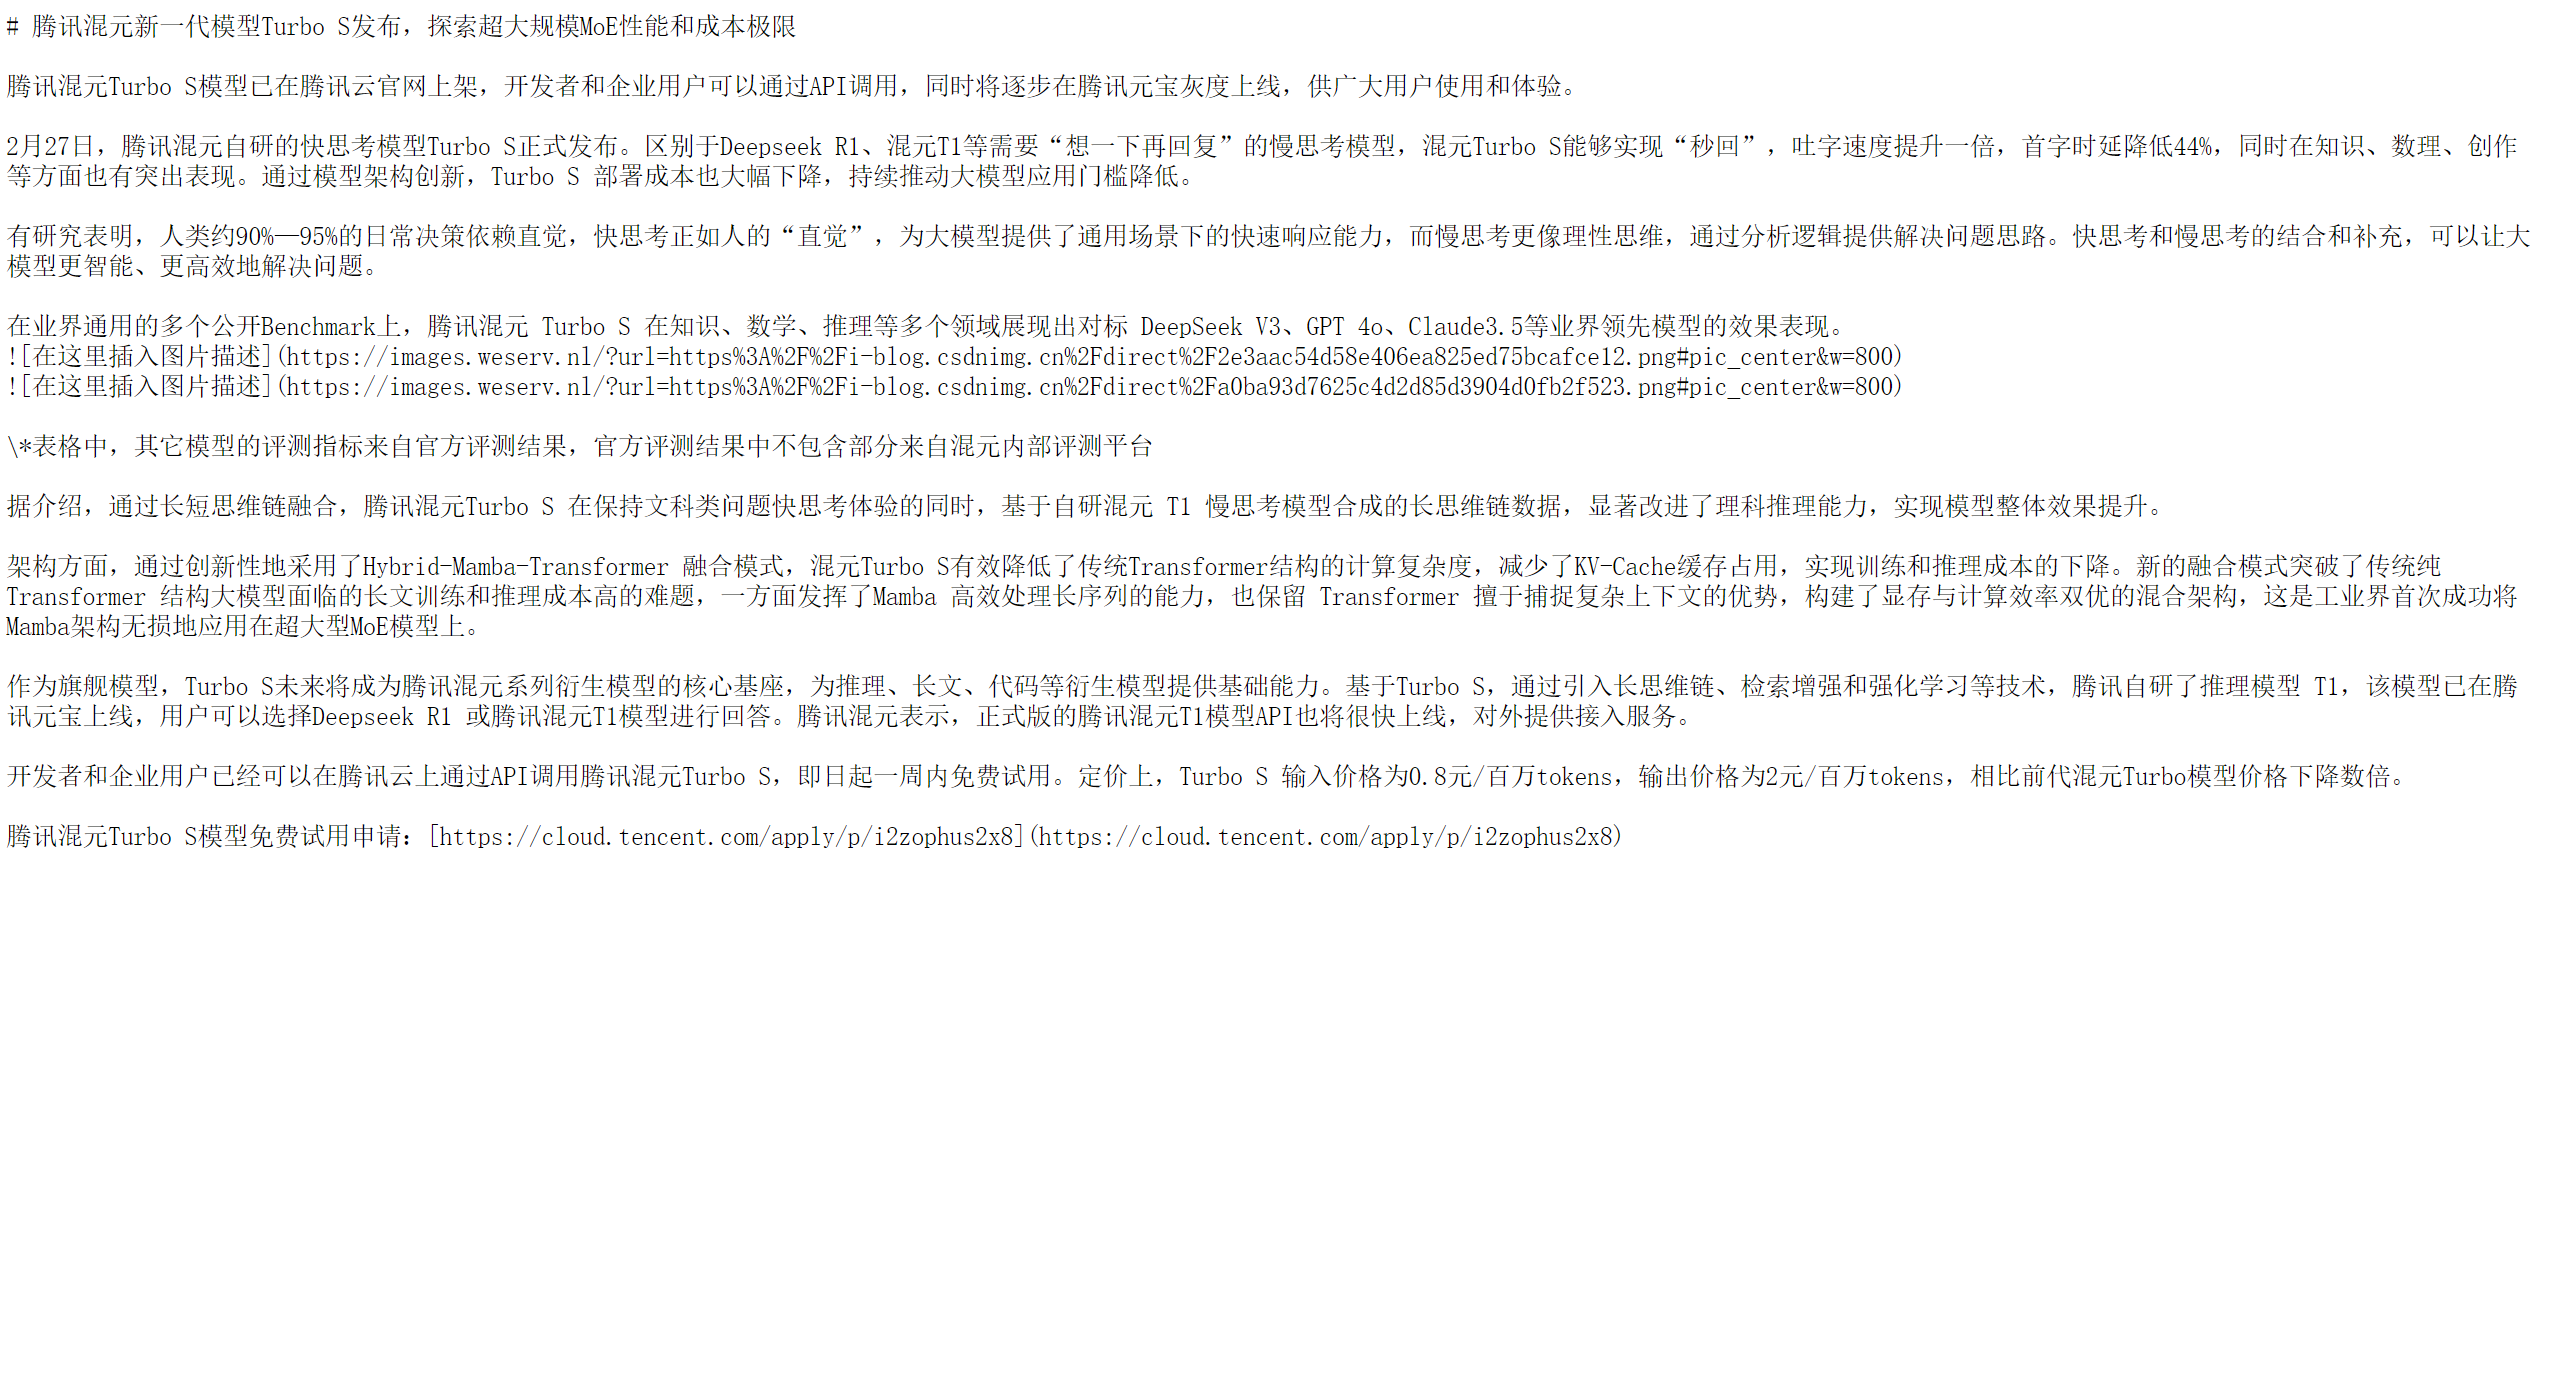 # 腾讯混元新一代模型Turbo S发布，探索超大规模MoE性能和成本极限
腾讯混元Turbo S模型已在腾讯云官网上架，开发者和企业用户可以通过API调用，同时将逐步在腾讯元宝灰度上线，供广大用户使用和体验。
2月27日，腾讯混元自研的快思考模型Turbo S正式发布。区别于Deepseek R1、混元T1等需要“想一下再回复”的慢思考模型，混元Turbo S能够实现“秒回”，吐字速度提升一倍，首字时延降低44%，同时在知识、数理、创作
等方面也有突出表现。通过模型架构创新，Turbo S 部署成本也大幅下降，持续推动大模型应用门槛降低。
有研究表明，人类约90%—95%的日常决策依赖直觉，快思考正如人的“直觉”，为大模型提供了通用场景下的快速响应能力，而慢思考更像理性思维，通过分析逻辑提供解决问题思路。快思考和慢思考的结合和补充，可以让大
模型更智能、更高效地解决问题。
在业界通用的多个公开Benchmark上，腾讯混元 Turbo S 在知识、数学、推理等多个领域展现出对标 DeepSeek V3、GPT 4o、Claude3.5等业界领先模型的效果表现。
![在这里插入图片描述](https://images.weserv.nl/?url=https%3A%2F%2Fi-blog.csdnimg.cn%2Fdirect%2F2e3aac54d58e406ea825ed75bcafce12.png#pic_center&w=800)
![在这里插入图片描述](https://images.weserv.nl/?url=https%3A%2F%2Fi-blog.csdnimg.cn%2Fdirect%2Fa0ba93d7625c4d2d85d3904d0fb2f523.png#pic_center&w=800)
\*表格中，其它模型的评测指标来自官方评测结果，官方评测结果中不包含部分来自混元内部评测平台
据介绍，通过长短思维链融合，腾讯混元Turbo S 在保持文科类问题快思考体验的同时，基于自研混元 T1 慢思考模型合成的长思维链数据，显著改进了理科推理能力，实现模型整体效果提升。
架构方面，通过创新性地采用了Hybrid-Mamba-Transformer 融合模式，混元Turbo S有效降低了传统Transformer结构的计算复杂度，减少了KV-Cache缓存占用，实现训练和推理成本的下降。新的融合模式突破了传统纯
Transformer 结构大模型面临的长文训练和推理成本高的难题，一方面发挥了Mamba 高效处理长序列的能力，也保留 Transformer 擅于捕捉复杂上下文的优势，构建了显存与计算效率双优的混合架构，这是工业界首次成功将
Mamba架构无损地应用在超大型MoE模型上。
作为旗舰模型，Turbo S未来将成为腾讯混元系列衍生模型的核心基座，为推理、长文、代码等衍生模型提供基础能力。基于Turbo S，通过引入长思维链、检索增强和强化学习等技术，腾讯自研了推理模型 T1，该模型已在腾
讯元宝上线，用户可以选择Deepseek R1 或腾讯混元T1模型进行回答。腾讯混元表示，正式版的腾讯混元T1模型API也将很快上线，对外提供接入服务。
开发者和企业用户已经可以在腾讯云上通过API调用腾讯混元Turbo S，即日起一周内免费试用。定价上，Turbo S 输入价格为0.8元/百万tokens，输出价格为2元/百万tokens，相比前代混元Turbo模型价格下降数倍。
腾讯混元Turbo S模型免费试用申请：[https://cloud.tencent.com/apply/p/i2zophus2x8](https://cloud.tencent.com/apply/p/i2zophus2x8)